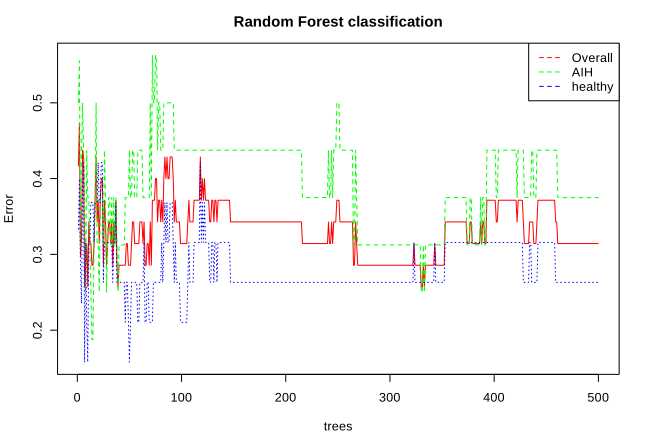 Random Forest classification
Overall
AIH
healthy
Error
0.5
0.4
0.3
0.2
0
100
200
300
400
500
trees